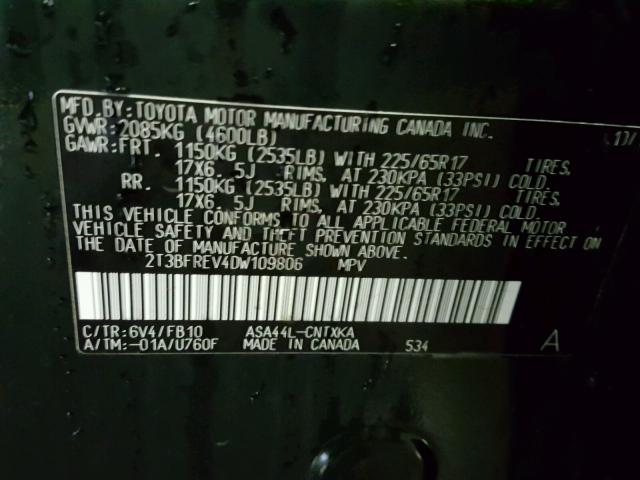 MFD.BY:TOYOTA MOTOR MANUFACTURING CANADA INC.
GVWR:2085KG (4600LB) 13/
GAWR:FRT. 1150KG (2535LB) WITH 225/65R17 TIRES,
17X6.5J RIMS, AT 230KPA (33PSI) COLD.
RR. 1150KG (2535LB) WITH 225/65R17 TIRES,
17X6.5J RIMS, AT 230KPA (33PSI) COLD.
THIS VEHICLE CONFORMS TO ALL APPLICABLE FEDERAL MOTOR
VEHICLE SAFETY AND THEFT PREVENTION STANDARDS IN EFFECT ON
THE DATE OF MANUFACTURE SHOWN ABOVE.
2T3BFREV4DW109806 MPV
C/TR:6V4/FB10 ASA44L-CNTXKA
A/TM:-01A/U760F MADE IN CANADA 534 A